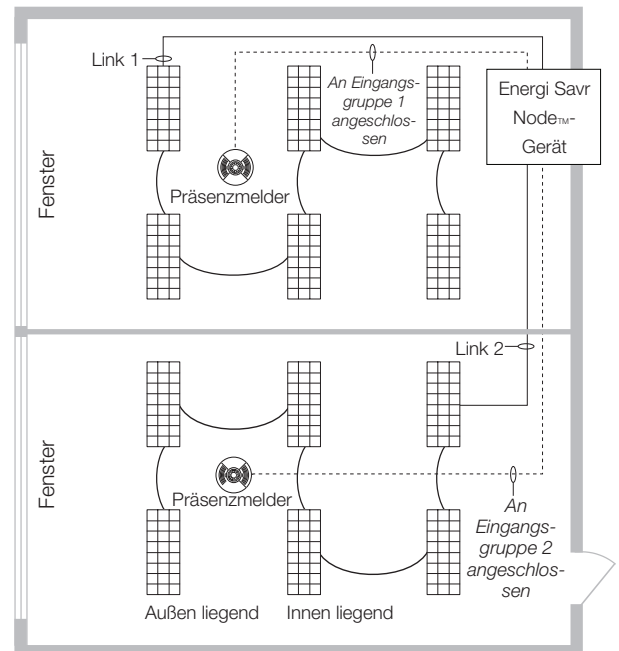 Link 1
An Eingangs-
gruppe 1
angeschlos-
sen
Energi Savr
Node™-
Gerät
Fenster
Präsenzmelder
Link 2
Fenster
Präsenzmelder
An
Eingangs-
gruppe 2
angeschlos-
sen
Außen liegend
Innen liegend